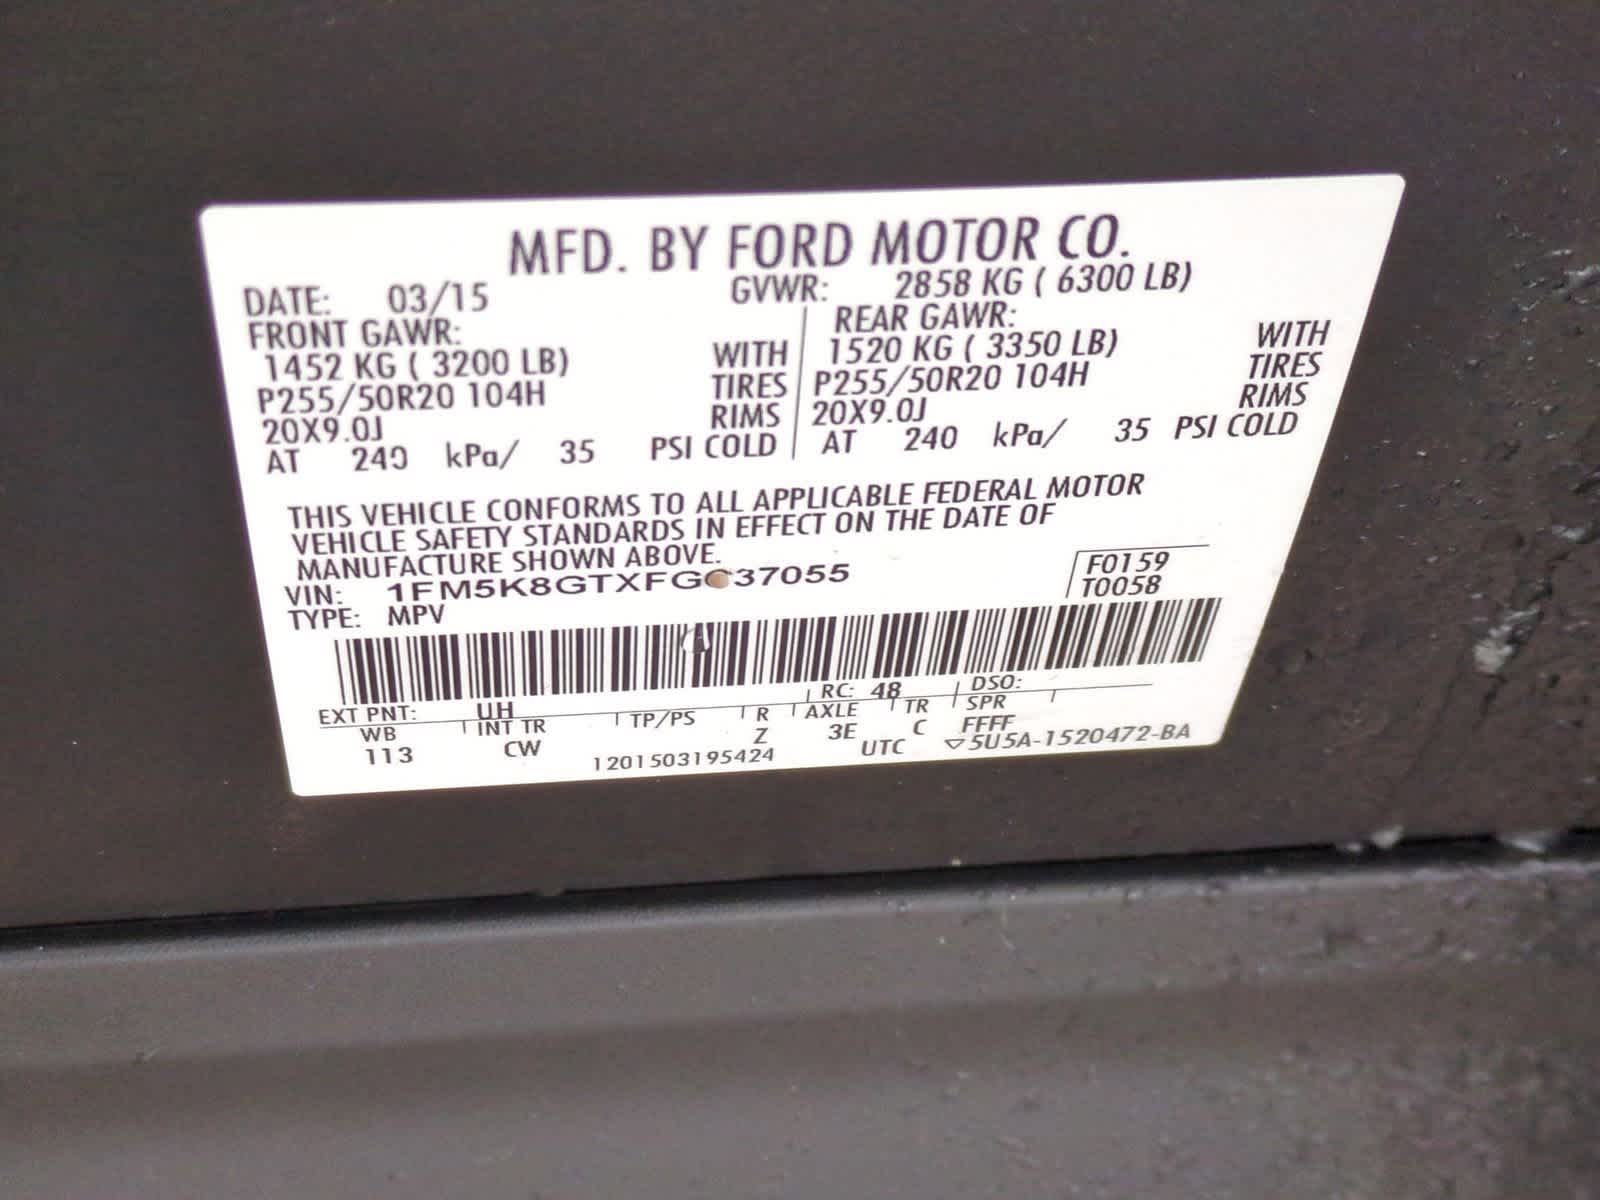 MFD. BY FORD MOTOR CO.
DATE: 03/15 GVWR: 2858 KG ( 6300 LB)
FRONT GAWR: REAR GAWR:
1452 KG ( 3200 LB) WITH 1520 KG ( 3350 LB) WITH
P255/50R20 104H TIRES P255/50R20 104H TIRES
20X9.0J RIMS 20X9.0J RIMS
AT 240 kPa/ 35 PSI COLD AT 240 kPa/ 35 PSI COLD
THIS VEHICLE CONFORMS TO ALL APPLICABLE FEDERAL MOTOR
VEHICLE SAFETY STANDARDS IN EFFECT ON THE DATE OF
MANUFACTURE SHOWN ABOVE.
VIN: F0159
TYPE: MPV T0058
EXT PNT: UH RC: 48 DSO:
WB INT TR TP/PS R AXLE TR SPR
113 CW Z 3E C FFFF
1201503195424 UTC ▽5U5A-1520472-BA